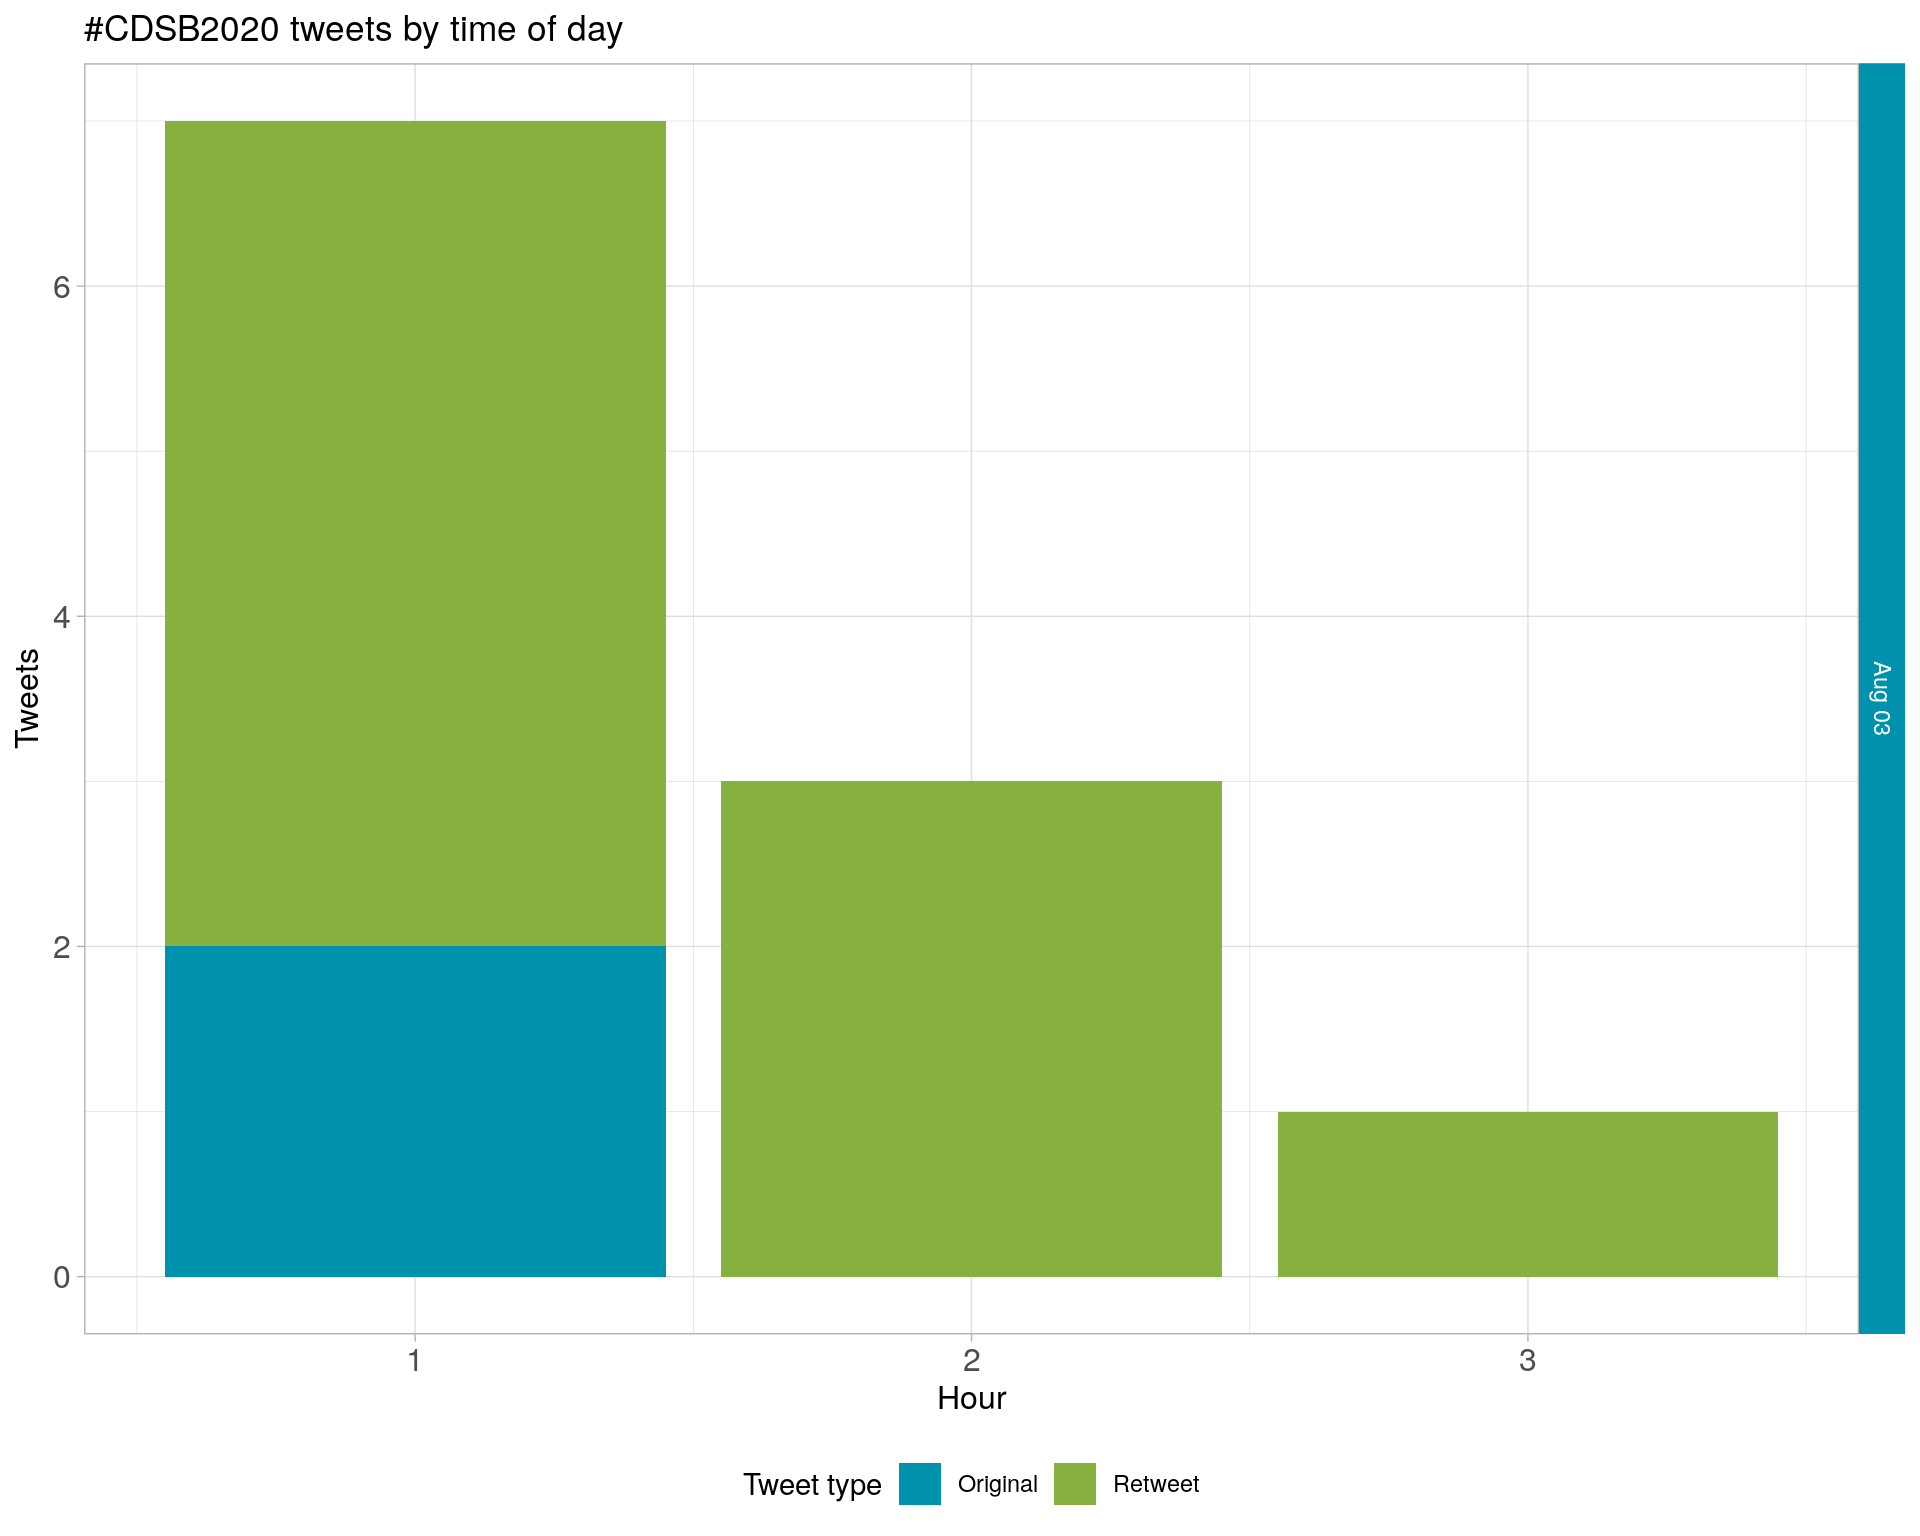 #CDSB2020 tweets by time of day
6
4
2
0
Tweets
Aug 03
1 2 3
Hour
Tweet type Original Retweet